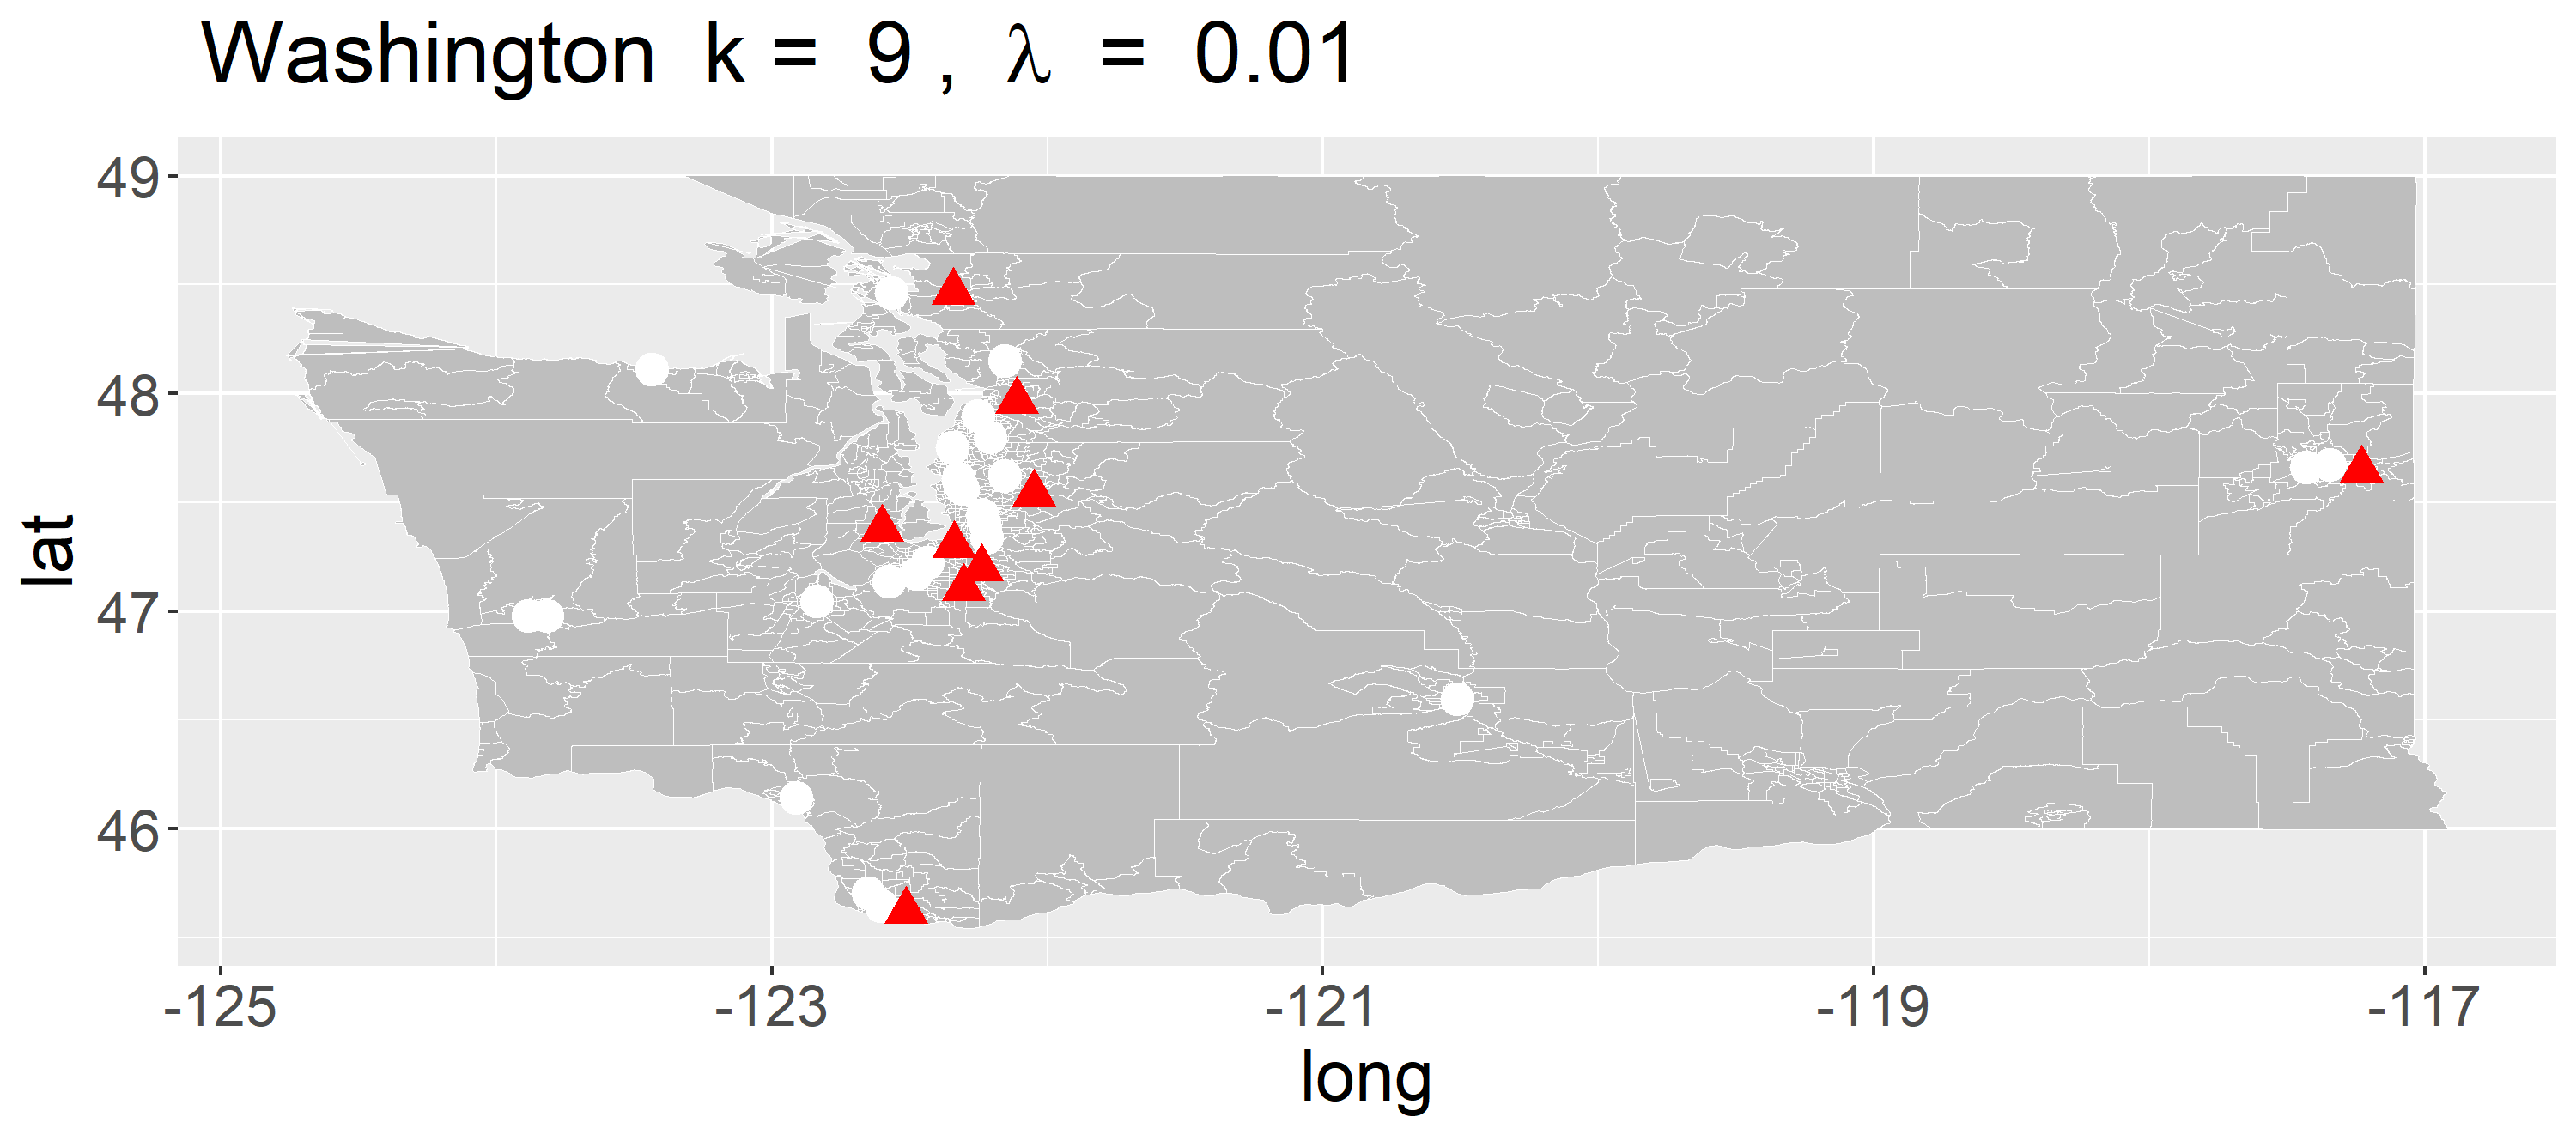 Washington k = 9 , λ = 0.01
49
48
47
46
lat
-125 -123 -121 -119 -117
long